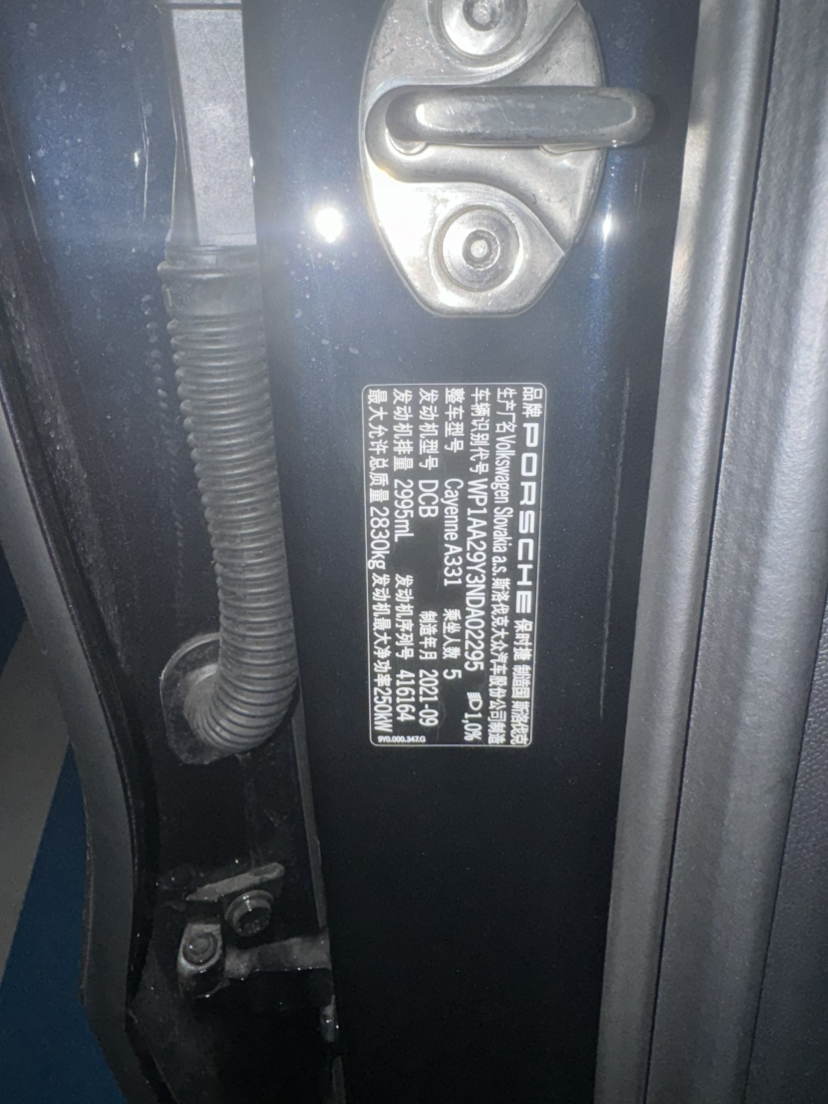 品牌 PORSCHE 保时捷 制造国 斯洛伐克
生产厂名 Volkswagen Slovakia a.s. 斯洛伐克大众汽车股份公司制造
车辆识别代号 WP1AA29Y3NDA02295 1,0%
整车型号 Cayenne A331 乘坐人数 5
发动机型号 DCB 制造年月 2021-09
发动机排量 2995mL 发动机序列号 416164
最大允许总质量 2830kg 发动机最大净功率250kW
9Y0.000.347.G